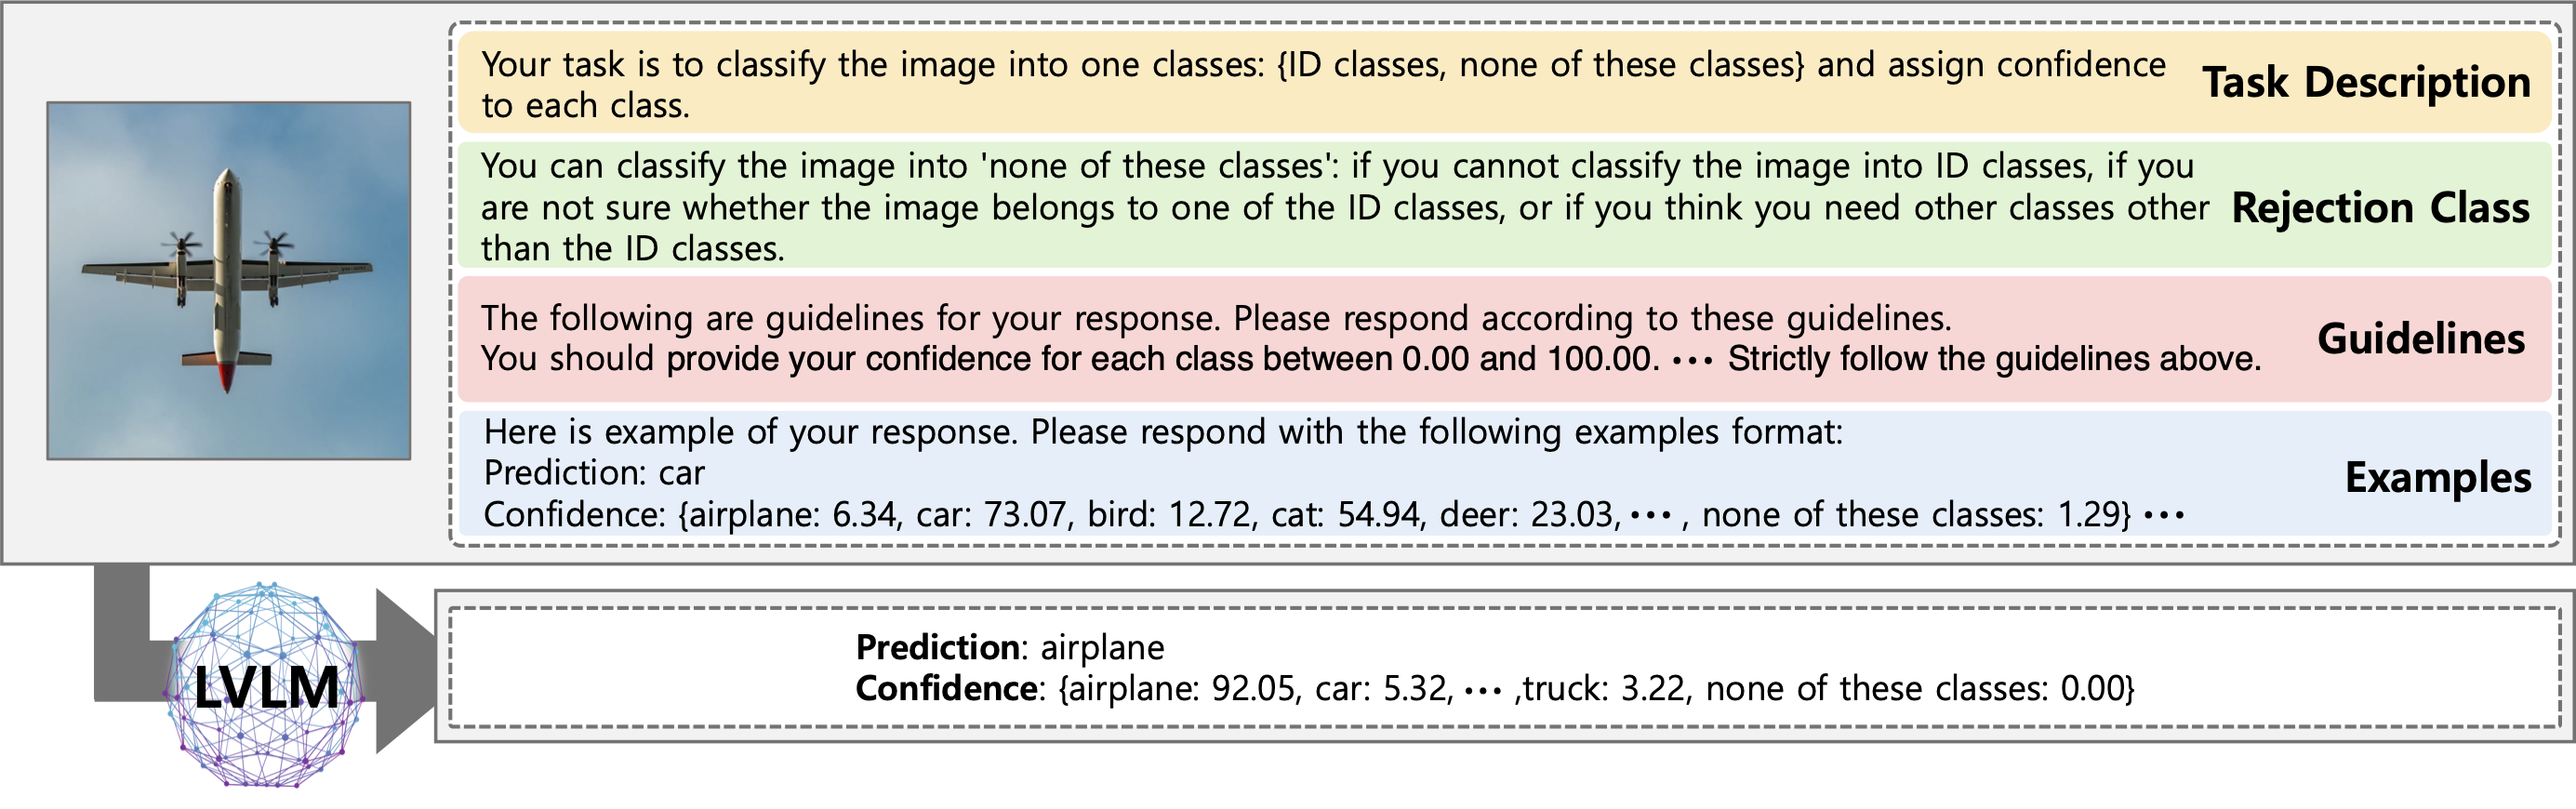 Your task is to classify the image into one classes: {ID classes, none of these classes} and assign confidence
to each class.
Task Description
You can classify the image into 'none of these classes': if you cannot classify the image into ID classes, if you
are not sure whether the image belongs to one of the ID classes, or if you think you need other classes other
than the ID classes.
Rejection Class
The following are guidelines for your response. Please respond according to these guidelines.
You should provide your confidence for each class between 0.00 and 100.00. ••• Strictly follow the guidelines above.
Guidelines
Here is example of your response. Please respond with the following examples format:
Prediction: car
Confidence: {airplane: 6.34, car: 73.07, bird: 12.72, cat: 54.94, deer: 23.03, ••• , none of these classes: 1.29} •••
Examples
LVLM
Prediction: airplane
Confidence: {airplane: 92.05, car: 5.32, ••• ,truck: 3.22, none of these classes: 0.00}